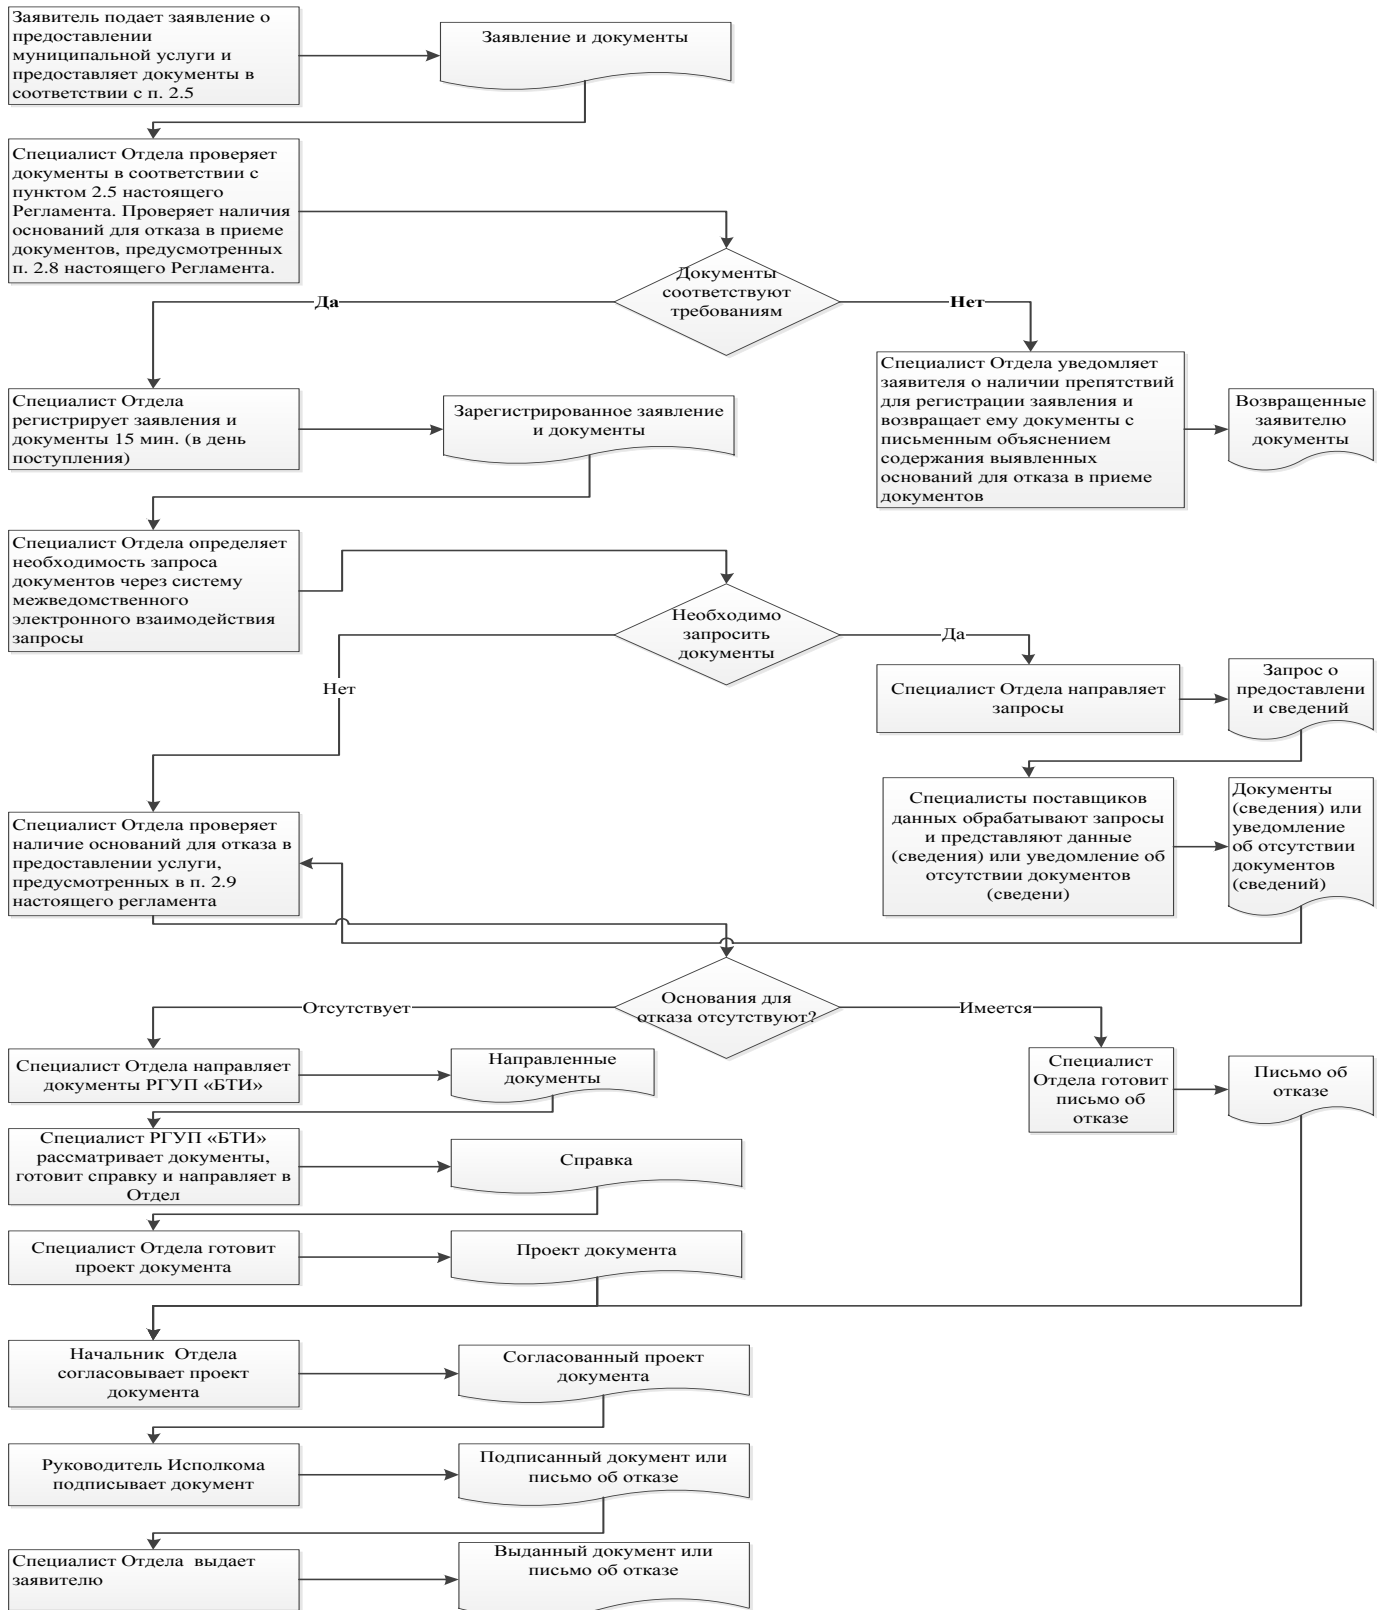 Заявитель подает заявление о
предоставлении
муниципальной услуги и
предоставляет документы в
соответствии с п. 2.5
Заявление и документы
Специалист Отдела проверяет
документы в соответствии с
пунктом 2.5 настоящего
Регламента. Проверяет наличия
оснований для отказа в приеме
документов, предусмотренных
п. 2.8 настоящего Регламента.
Документы
соответствуют
требованиям
Да
Нет
Специалист Отдела уведомляет
заявителя о наличии препятствий
для регистрации заявления и
возвращает ему документы с
письменным объяснением
содержания выявленных
оснований для отказа в приеме
документов
Возвращенные
заявителю
документы
Специалист Отдела
регистрирует заявления и
документы 15 мин. (в день
поступления)
Зарегистрированное заявление
и документы
Специалист Отдела определяет
необходимость запроса
документов через систему
межведомственного
электронного взаимодействия
запросы
Необходимо
запросить
документы
Да
Нет
Специалист Отдела направляет
запросы
Запрос о
предоставлени
и сведений
Специалисты поставщиков
данных обрабатывают запросы
и представляют данные
(сведения) или уведомление об
отсутствии документов
(сведени)
Документы
(сведения) или
уведомление
об отсутствии
документов
(сведений)
Специалист Отдела проверяет
наличие оснований для отказа в
предоставлении услуги,
предусмотренных в п. 2.9
настоящего регламента
Основания для
отказа отсутствуют?
Отсутствует
Имеется
Специалист Отдела направляет
документы РГУП «БТИ»
Направленные
документы
Специалист
Отдела готовит
письмо об
отказе
Письмо об
отказе
Специалист РГУП «БТИ»
рассматривает документы,
готовит справку и направляет в
Отдел
Справка
Специалист Отдела готовит
проект документа
Проект документа
Начальник  Отдела
согласовывает проект
документа
Согласованный проект
документа
Руководитель Исполкома
подписывает документ
Подписанный документ или
письмо об отказе
Специалист Отдела  выдает
заявителю
Выданный документ или
письмо об отказе